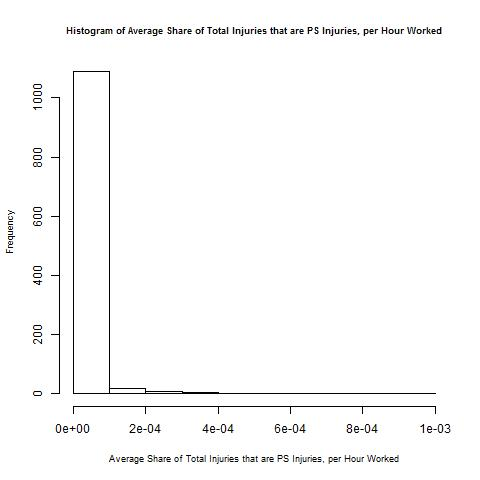 Histogram of Average Share of Total Injuries that are PS Injuries, per Hour Worked
1000
800
600
400
200
0
Frequency
0e+00 2e-04 4e-04 6e-04 8e-04 1e-03
Average Share of Total Injuries that are PS Injuries, per Hour Worked